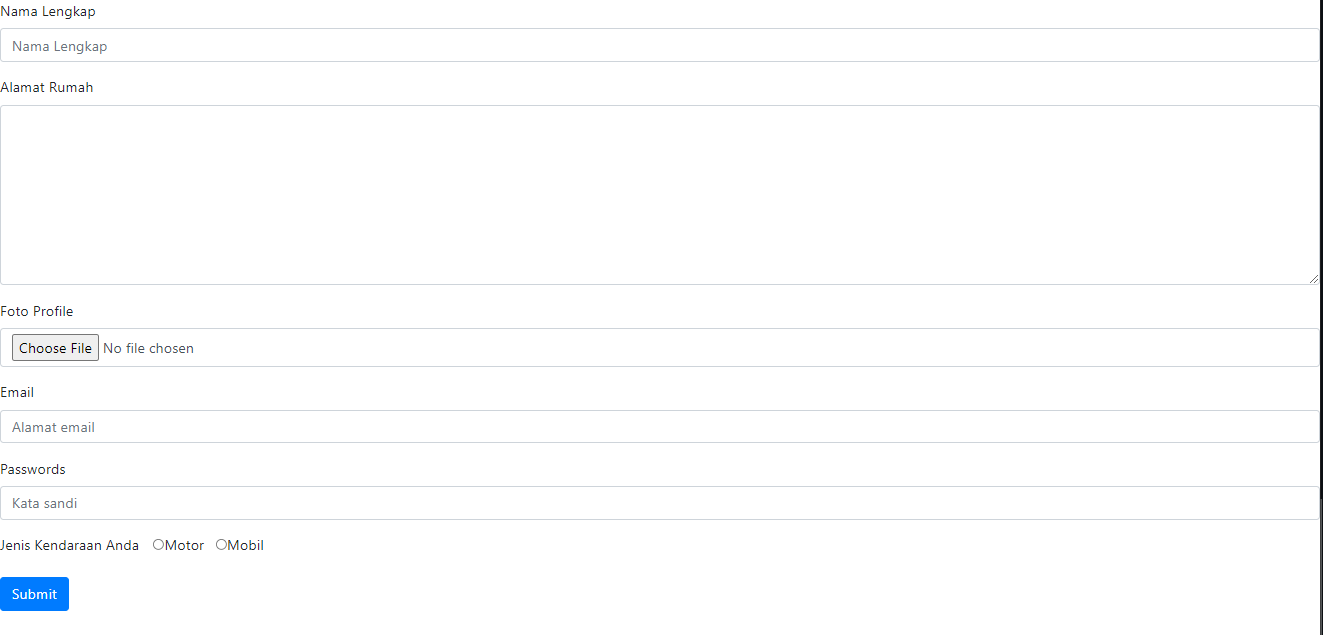 Nama Lengkap
Nama Lengkap
Alamat Rumah
Foto Profile
Choose File No file chosen
Email
Alamat email
Passwords
Kata sandi
Jenis Kendaraan Anda Motor Mobil
Submit